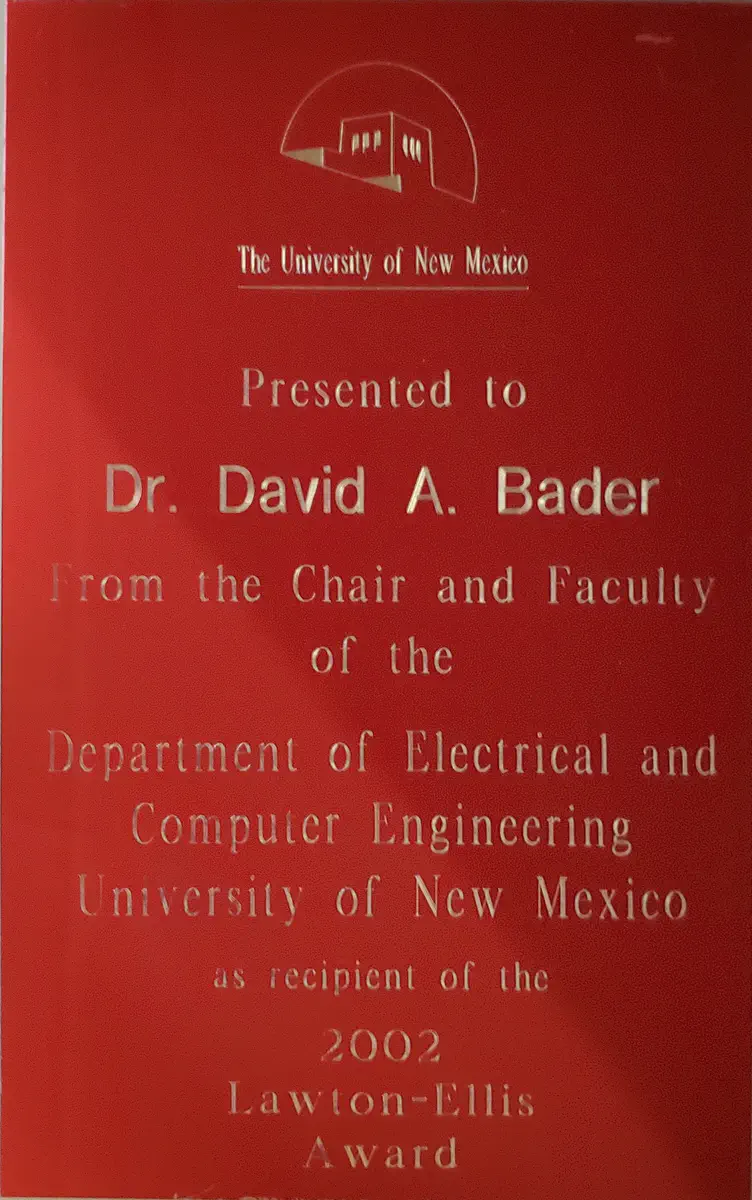 The University of New Mexico
Presented to
Dr. David A. Bader
From the Chair and Faculty
of the
Department of Electrical and
Computer Engineering
University of New Mexico
as recipient of the
2002
Lawton-Ellis
Award